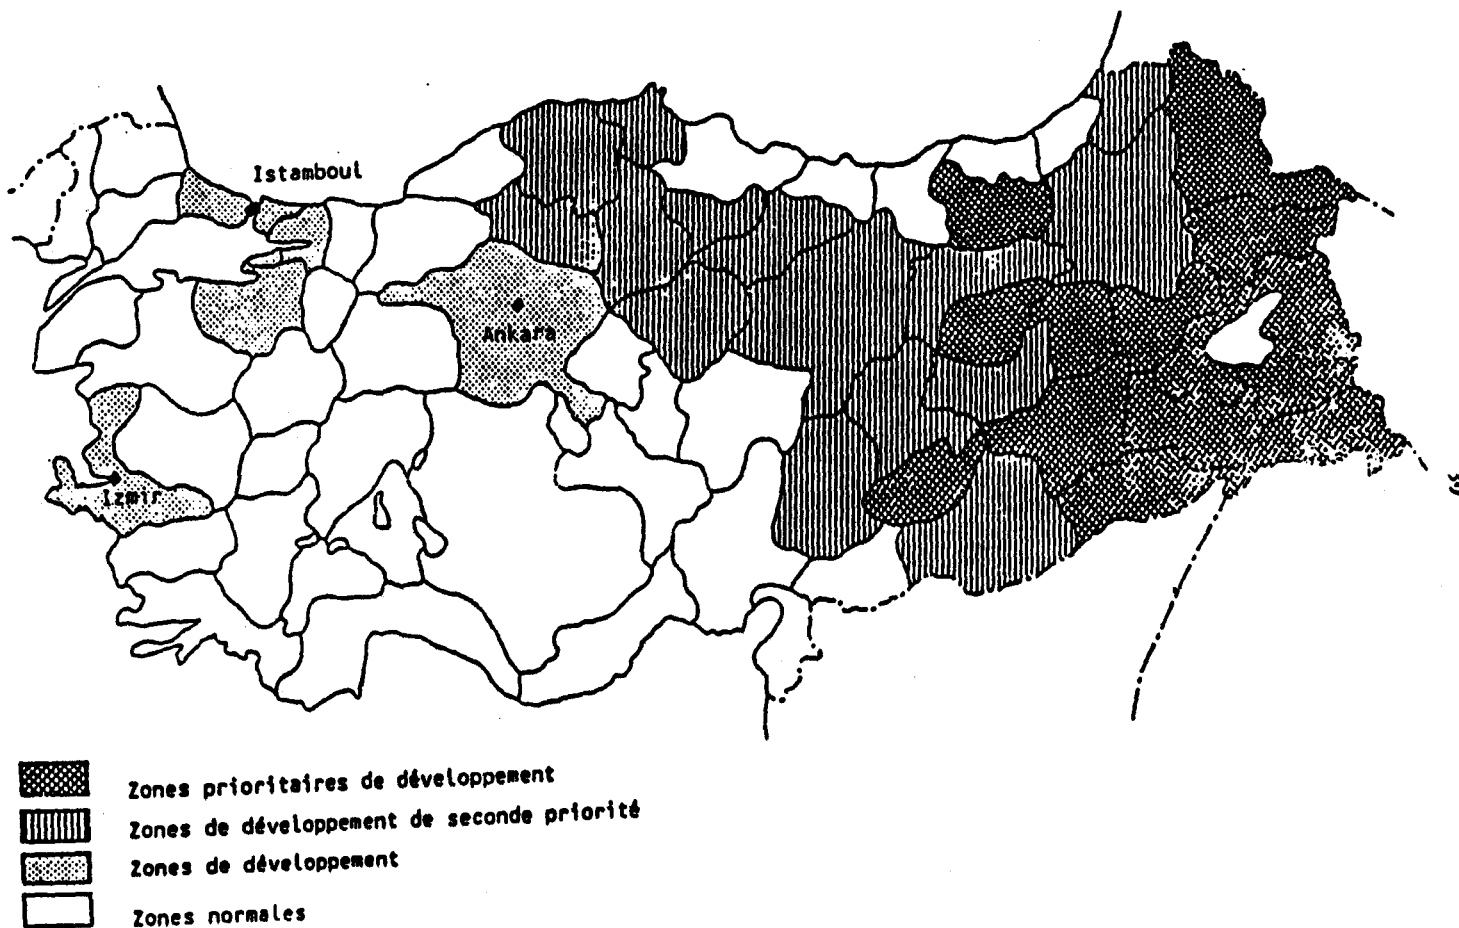 Istamboul
Ankara
Izmir
Zones prioritaires de développement
Zones de développement de seconde priorité
Zones de développement
Zones normales